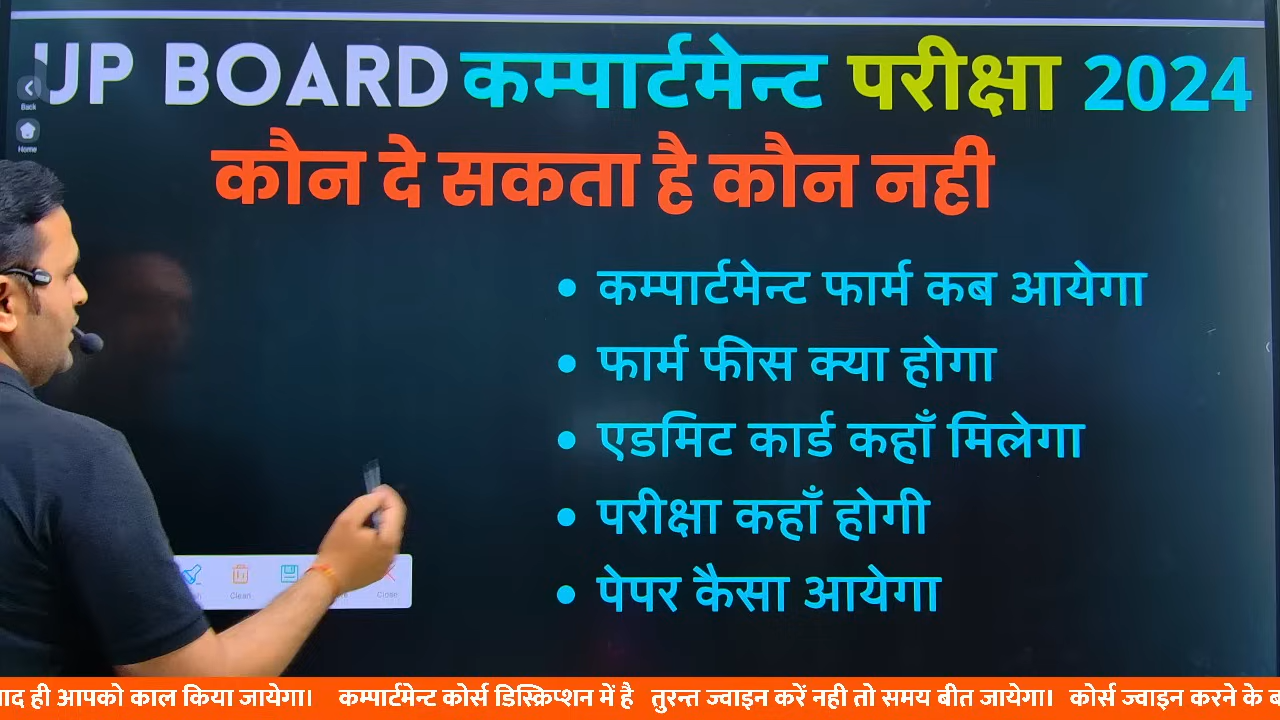 UP BOARD कम्पार्टमेन्ट परीक्षा 2024
Back
Home
कौन दे सकता है कौन नही
• कम्पार्टमेन्ट फार्म कब आयेगा
• फार्म फीस क्या होगा
• एडमिट कार्ड कहाँ मिलेगा
• परीक्षा कहाँ होगी
• पेपर कैसा आयेगा
Clean
Close
ही आपको काल किया जायेगा। कम्पार्टमेन्ट कोर्स डिस्क्रिप्शन में है तुरन्त ज्वाइन करें नही तो समय बीत जायेगा। कोर्स ज्वाइन करने के